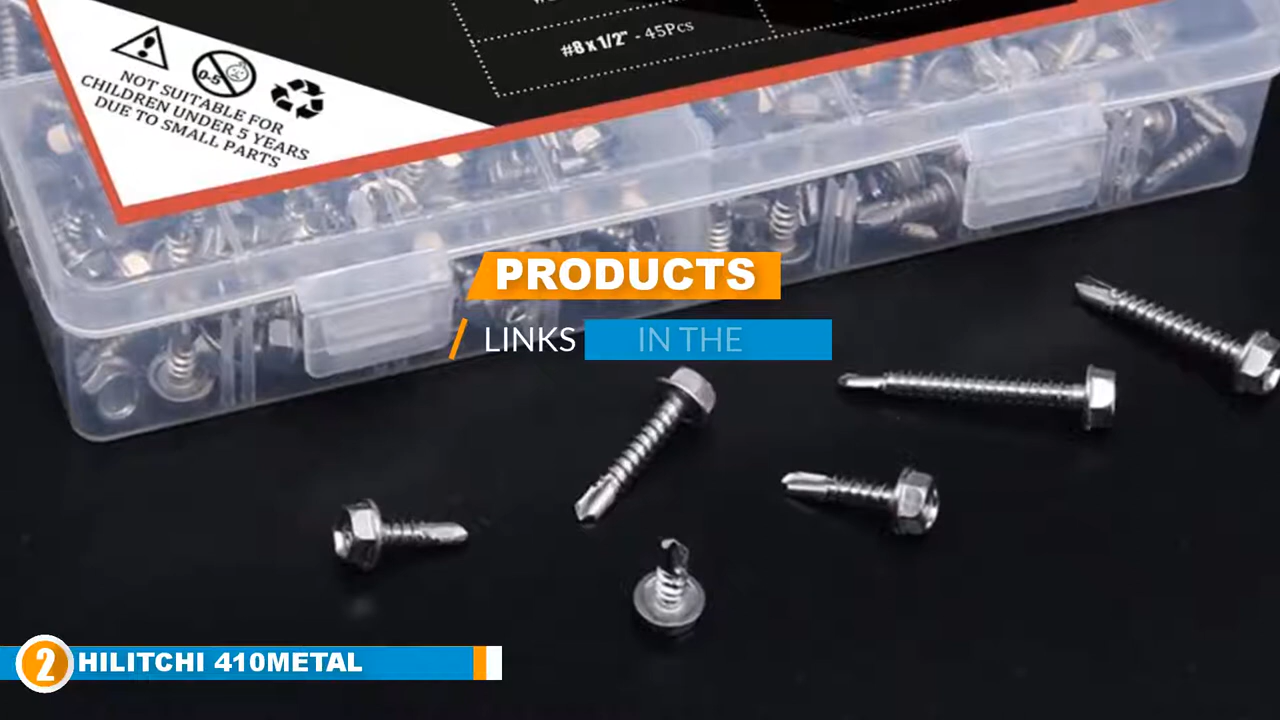 #8 x 1/2" - 45Pcs
0-5
NOT SUITABLE FOR
CHILDREN UNDER 5 YEARS
DUE TO SMALL PARTS
PRODUCTS
LINKS IN THE
2 HILITCHI 410METAL